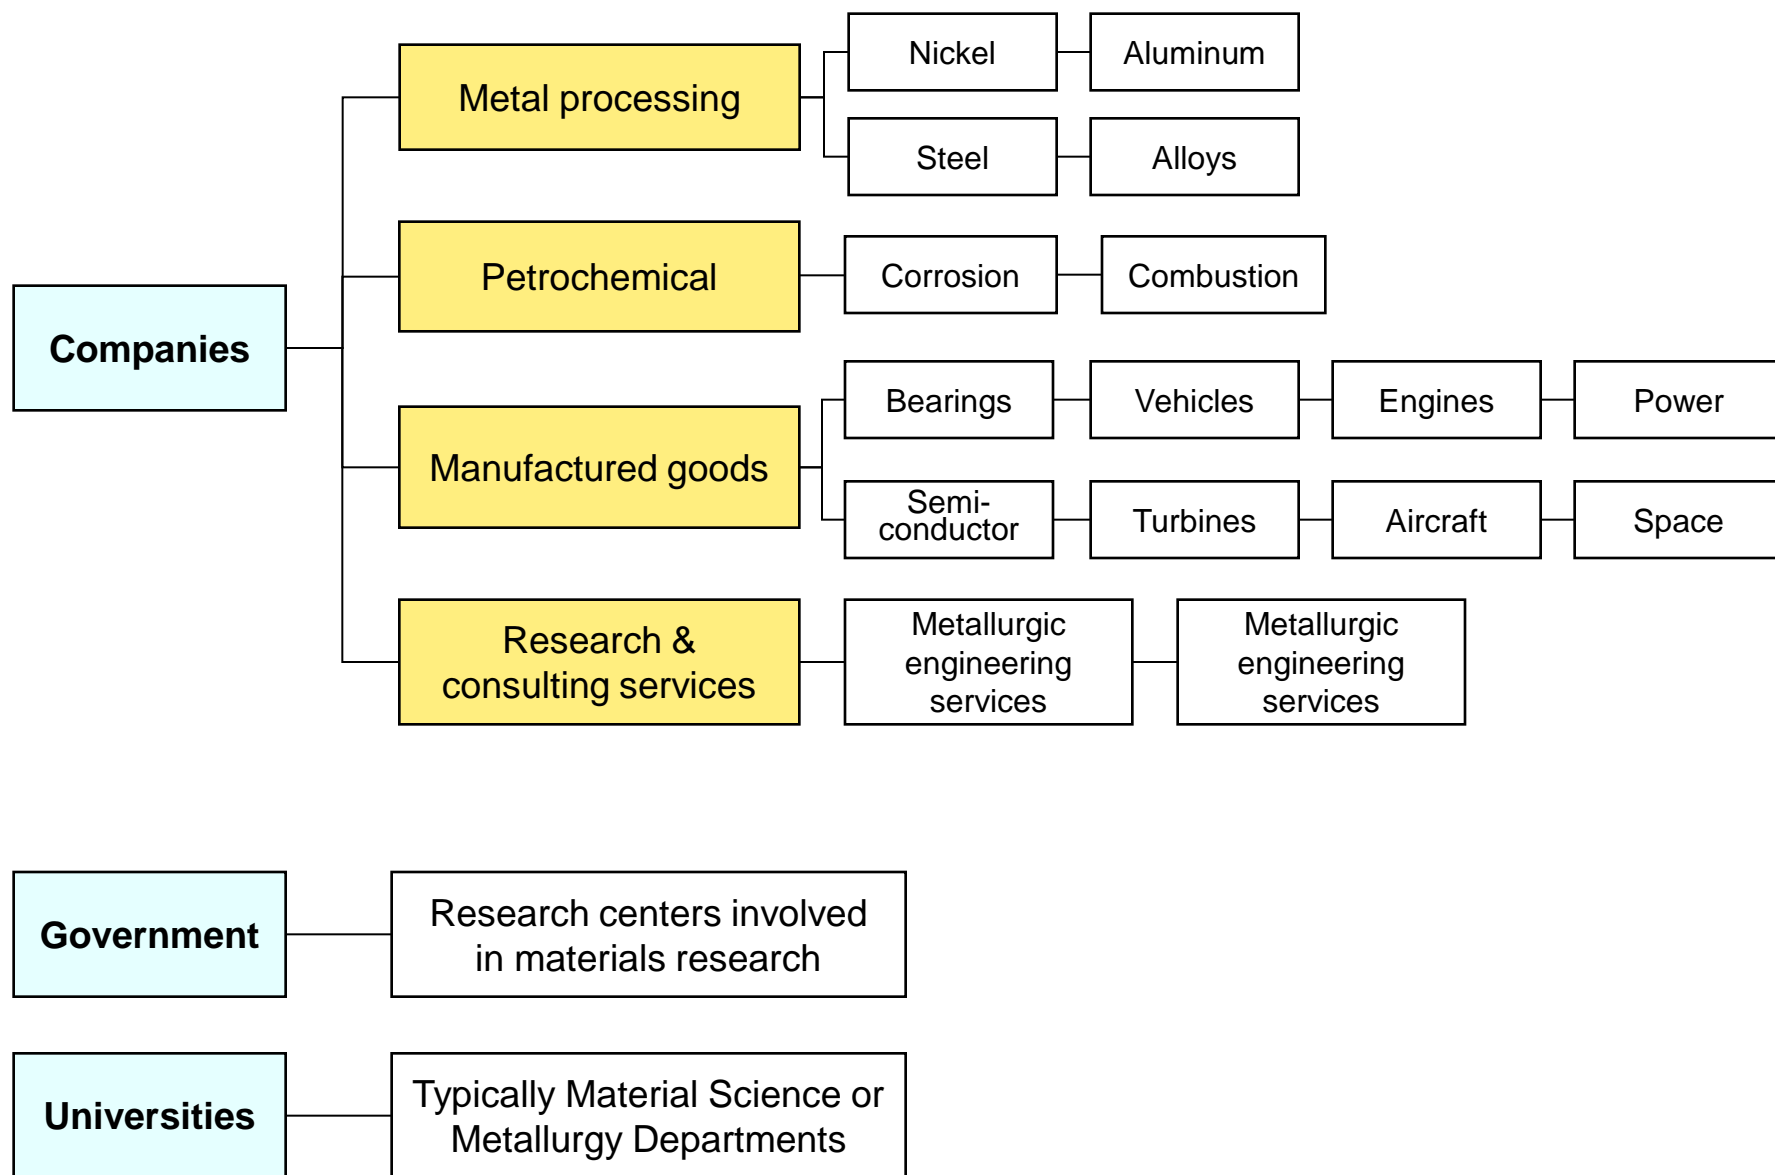 Companies
Metal processing
Nickel
Aluminum
Steel
Alloys
Petrochemical
Corrosion
Combustion
Manufactured goods
Bearings
Vehicles
Engines
Power
Semi-
conductor
Turbines
Aircraft
Space
Research &
consulting services
Metallurgic
engineering
services
Metallurgic
engineering
services
Government
Research centers involved
in materials research
Universities
Typically Material Science or
Metallurgy Departments